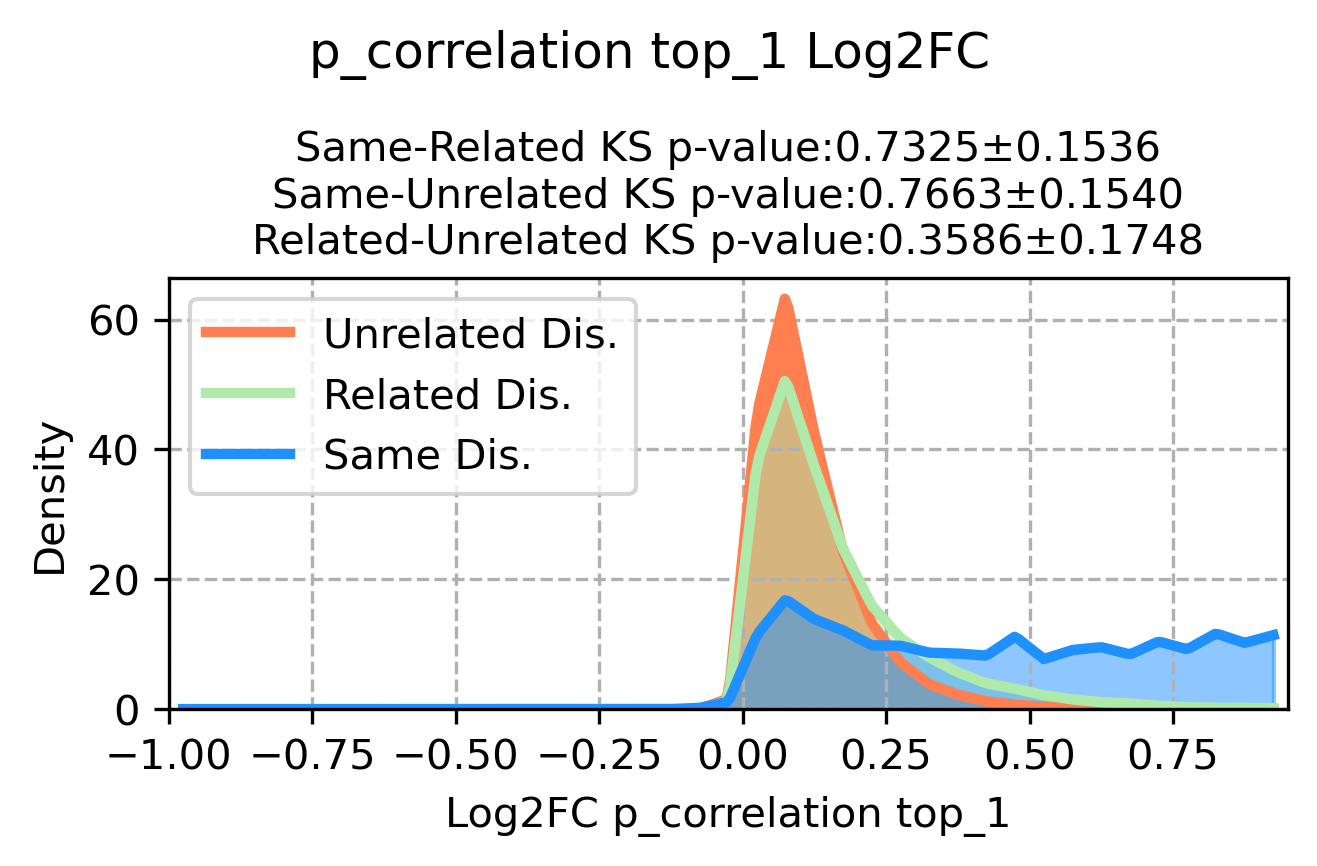 p_correlation top_1 Log2FC
Same-Related KS p-value:0.7325±0.1536
Same-Unrelated KS p-value:0.7663±0.1540
Related-Unrelated KS p-value:0.3586±0.1748
Unrelated Dis.
Related Dis.
Same Dis.
Density
60
40
20
0
−1.00 −0.75 −0.50 −0.25 0.00 0.25 0.50 0.75
Log2FC p_correlation top_1